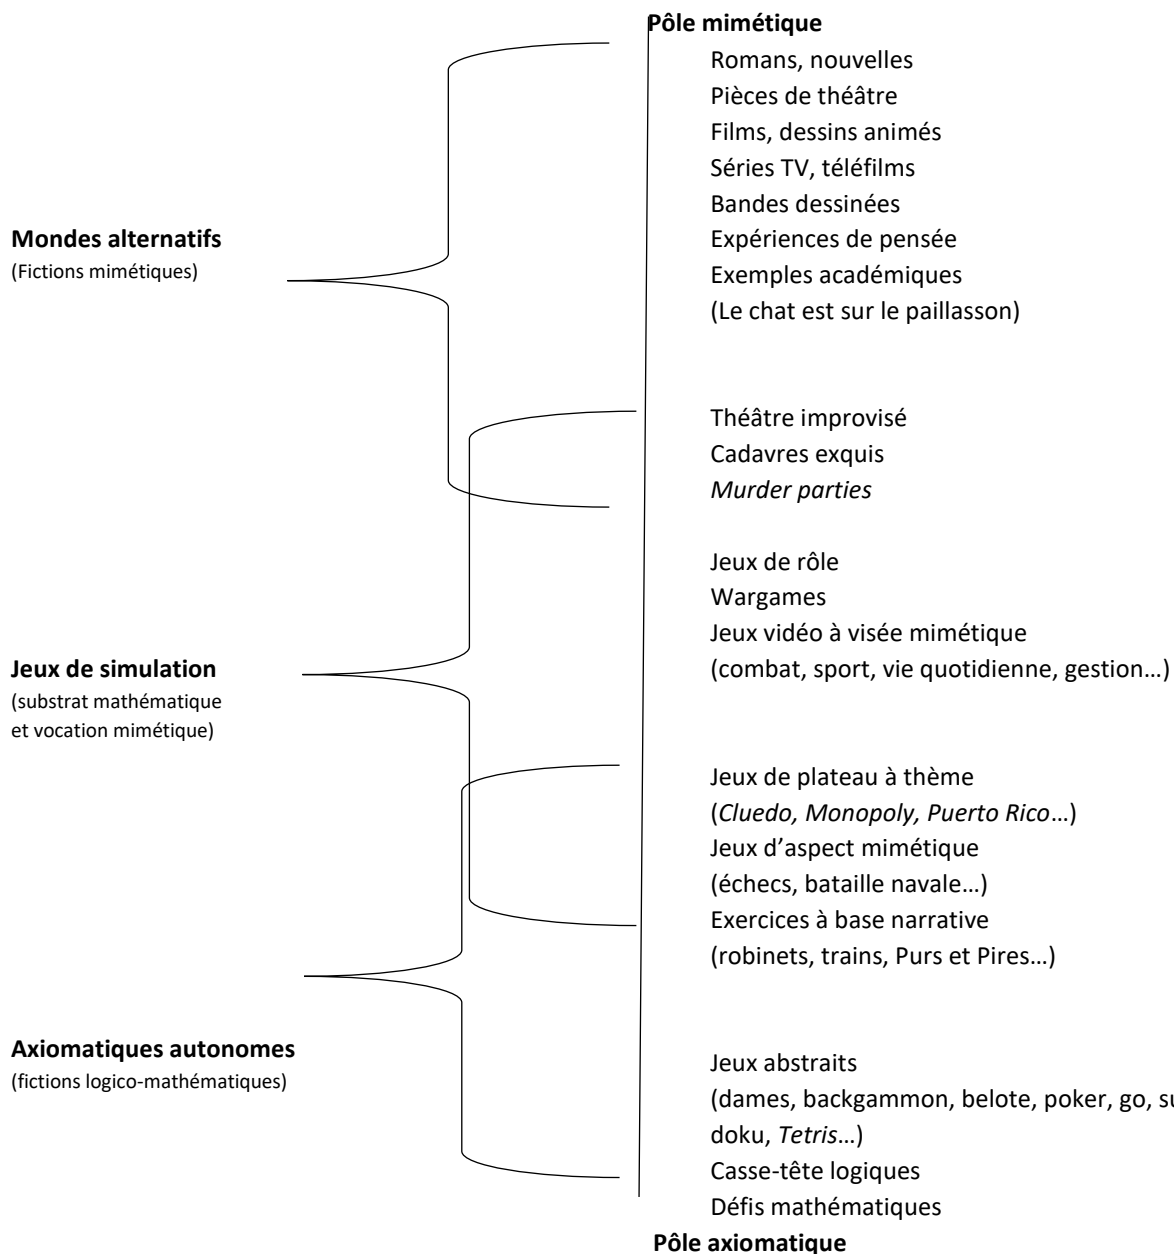 Pôle mimétique
Romans, nouvelles
Pièces de théâtre
Films, dessins animés
Séries TV, téléfilms
Bandes dessinées
Mondes alternatifs
Expériences de pensée
(Fictions mimétiques)
Exemples académiques
(Le chat est sur le paillasson)
Théâtre improvisé
Cadavres exquis
Murder parties
Jeux de rôle
Wargames
Jeux vidéo à visée mimétique
Jeux de simulation
(combat, sport, vie quotidienne, gestion…)
(substrat mathématique
et vocation mimétique)
Jeux de plateau à thème
(Cluedo, Monopoly, Puerto Rico…)
Jeux d’aspect mimétique
(échecs, bataille navale…)
Exercices à base narrative
(robinets, trains, Purs et Pires…)
Axiomatiques autonomes
Jeux abstraits
(fictions logico-mathématiques)
(dames, backgammon, belote, poker, go, su
doku, Tetris…)
Casse-tête logiques
Défis mathématiques
Pôle axiomatique